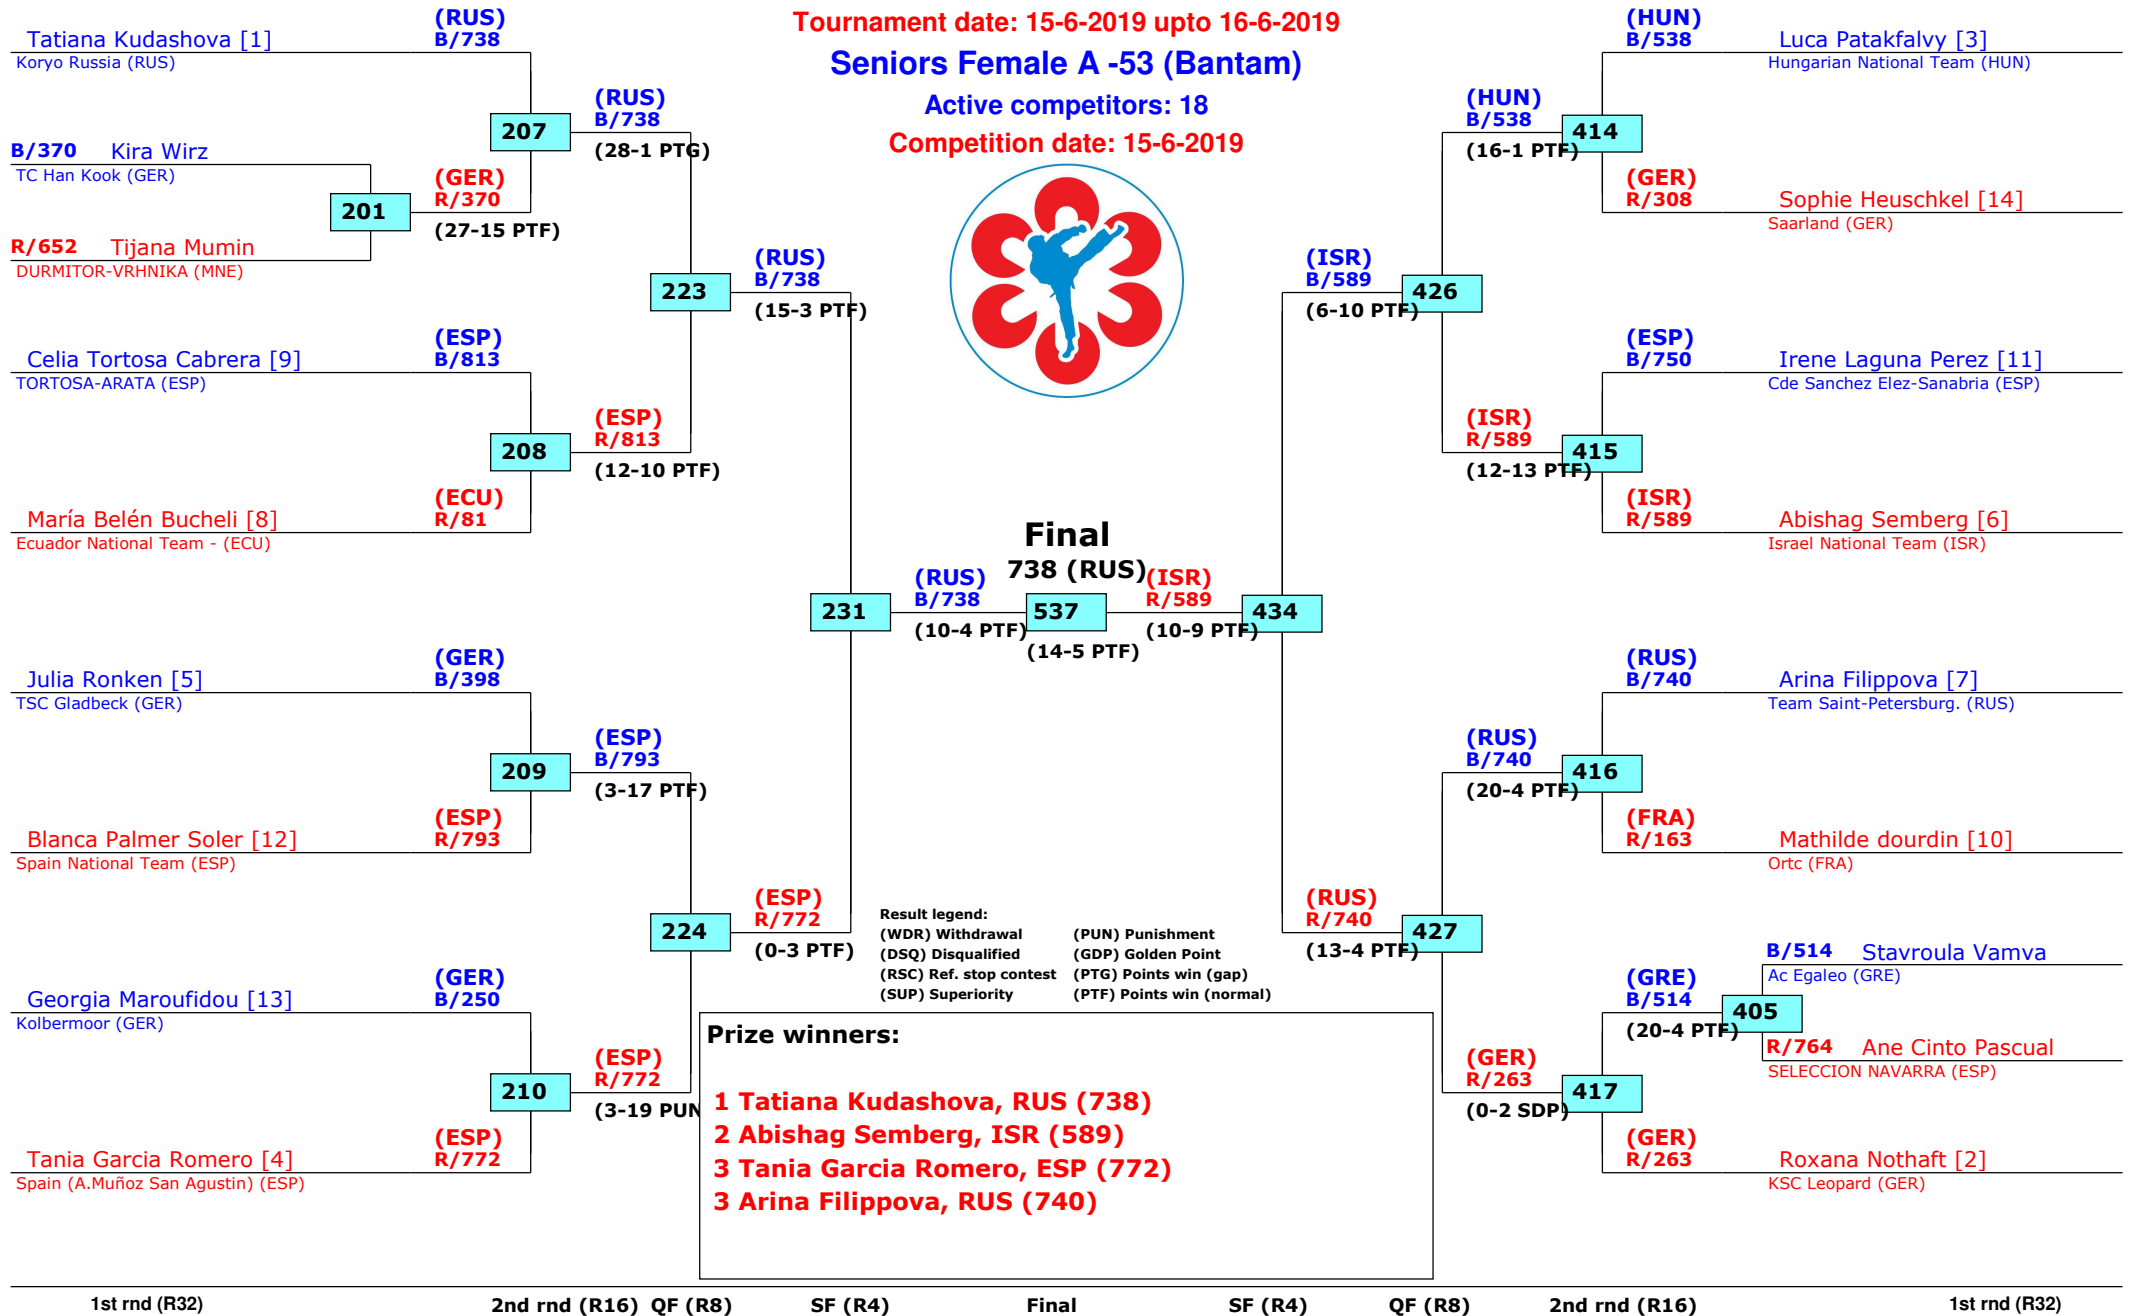 Tournament date: 15-6-2019 upto 16-6-2019
Seniors Female A -53 (Bantam)
Active competitors: 18
Competition date: 15-6-2019
(RUS)
Tatiana Kudashova [1] B/738
Koryo Russia (RUS)
(RUS)
B/738
207
(28-1 PTG)
B/370 Kira Wirz
TC Han Kook (GER)
(GER)
R/370
201
(27-15 PTF)
R/652 Tijana Mumin
DURMITOR-VRHNIKA (MNE)
(RUS)
B/738
223
(15-3 PTF)
(ESP)
Celia Tortosa Cabrera [9] B/813
TORTOSA-ARATA (ESP)
(ESP)
R/813
208
(12-10 PTF)
(ECU)
María Belén Bucheli [8] R/81
Ecuador National Team - (ECU)
(RUS)
B/738
231
(10-4 PTF)
(GER)
Julia Ronken [5] B/398
TSC Gladbeck (GER)
(ESP)
B/793
209
(3-17 PTF)
(ESP)
Blanca Palmer Soler [12] R/793
Spain National Team (ESP)
(ESP)
R/772
224
(0-3 PTF)
(GER)
Georgia Maroufidou [13] B/250
Kolbermoor (GER)
(ESP)
R/772
210
(3-19 PUN
(ESP)
Tania Garcia Romero [4] R/772
Spain (A.Muñoz San Agustin) (ESP)
Final
738 (RUS)
537
(14-5 PTF)
(HUN)
B/538 Luca Patakfalvy [3]
Hungarian National Team (HUN)
(HUN)
B/538
414
(16-1 PTF)
(GER)
R/308 Sophie Heuschkel [14]
Saarland (GER)
(ISR)
B/589
426
(6-10 PTF)
(ESP)
B/750 Irene Laguna Perez [11]
Cde Sanchez Elez-Sanabria (ESP)
(ISR)
R/589
415
(12-13 PTF)
(ISR)
R/589 Abishag Semberg [6]
Israel National Team (ISR)
(ISR)
R/589
434
(10-9 PTF)
(RUS)
B/740 Arina Filippova [7]
Team Saint-Petersburg. (RUS)
(RUS)
B/740
416
(20-4 PTF)
(FRA)
R/163 Mathilde dourdin [10]
Ortc (FRA)
(RUS)
R/740
427
(13-4 PTF)
B/514 Stavroula Vamva
Ac Egaleo (GRE)
(GRE)
B/514
405
(20-4 PTF)
R/764 Ane Cinto Pascual
SELECCION NAVARRA (ESP)
(GER)
R/263
417
(0-2 SDP)
(GER)
R/263 Roxana Nothaft [2]
KSC Leopard (GER)
Result legend:
(WDR) Withdrawal (PUN) Punishment
(DSQ) Disqualified (GDP) Golden Point
(RSC) Ref. stop contest (PTG) Points win (gap)
(SUP) Superiority (PTF) Points win (normal)
Prize winners:
1 Tatiana Kudashova, RUS (738)
2 Abishag Semberg, ISR (589)
3 Tania Garcia Romero, ESP (772)
3 Arina Filippova, RUS (740)
1st rnd (R32) 2nd rnd (R16) QF (R8) SF (R4) Final SF (R4) QF (R8) 2nd rnd (R16) 1st rnd (R32)